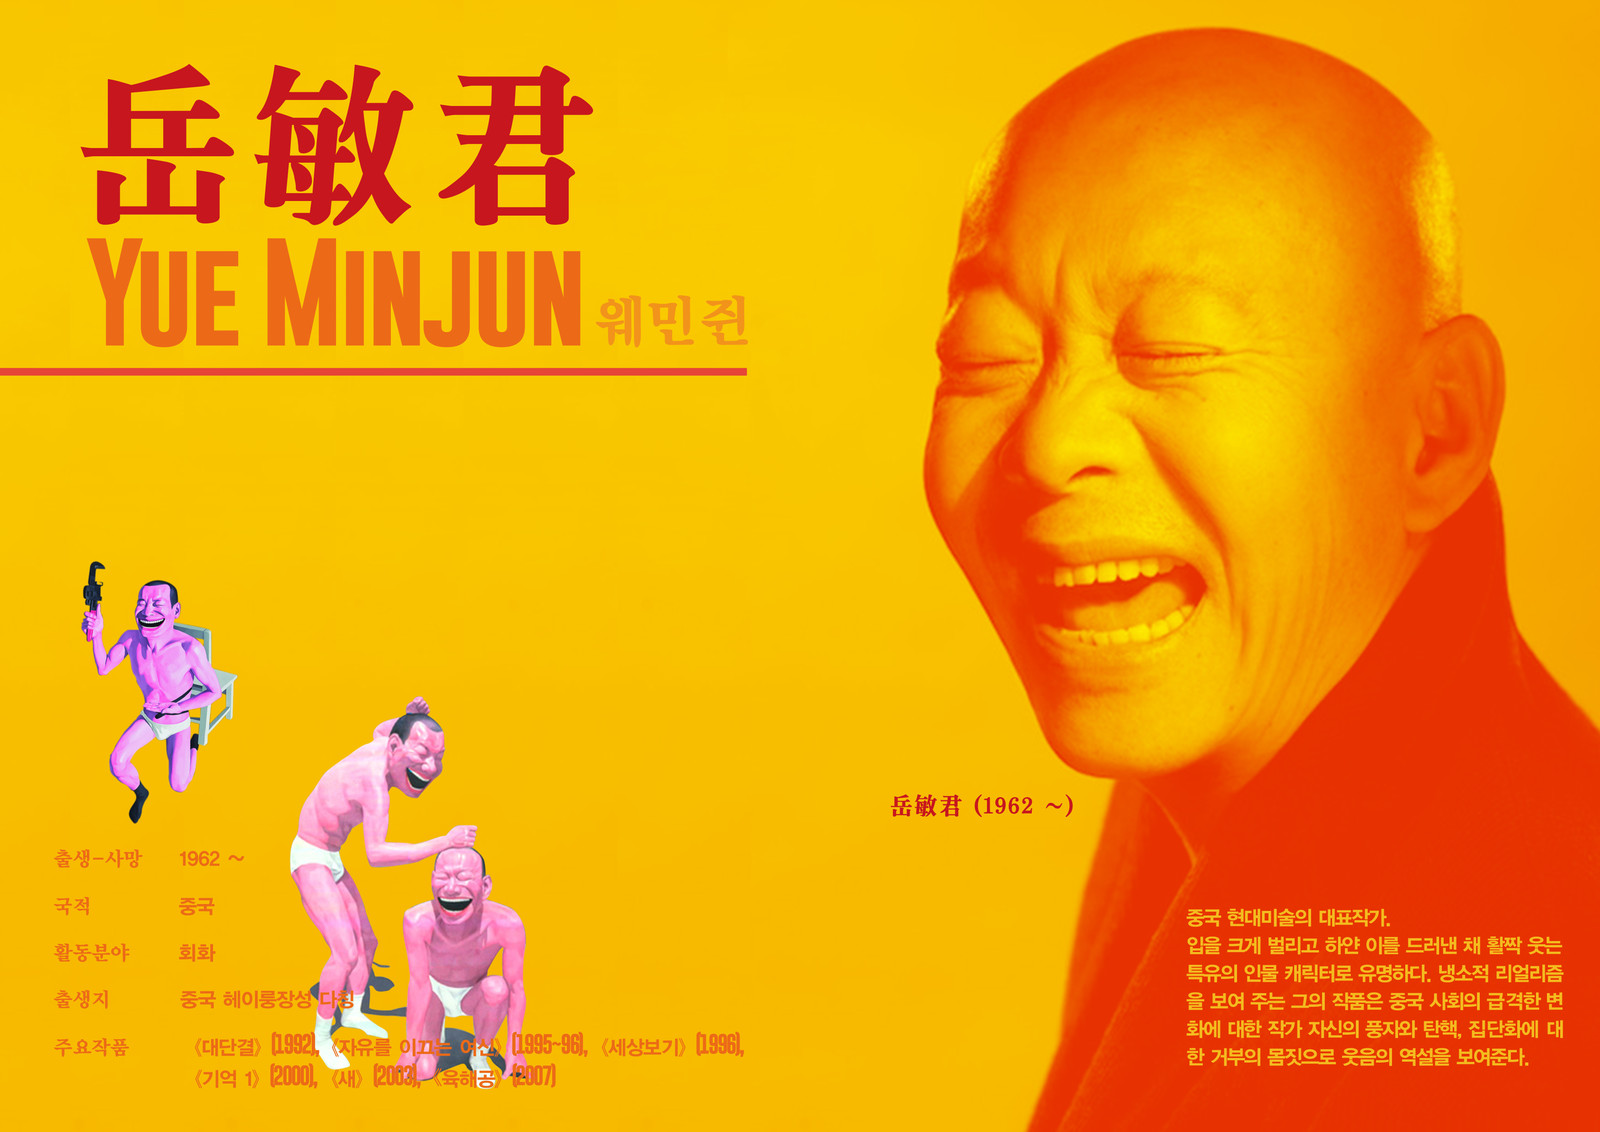 岳敏君
YUE MINJUN 웨민쥔
岳敏君 (1962 ~)
출생-사망 1962 ~
국적 중국
활동분야 회화
출생지 중국 헤이룽장성 다칭
주요작품 〈대단결〉(1992), 〈자유를 이끄는 여신〉(1995~96), 〈세상보기〉(1996),
〈기억 1〉(2000), 〈새〉(2003), 〈육해공〉(2007)
중국 현대미술의 대표작가.
입을 크게 벌리고 하얀 이를 드러낸 채 활짝 웃는
특유의 인물 캐릭터로 유명하다. 냉소적 리얼리즘
을 보여 주는 그의 작품은 중국 사회의 급격한 변
화에 대한 작가 자신의 풍자와 탄핵, 집단화에 대
한 거부의 몸짓으로 웃음의 역설을 보여준다.